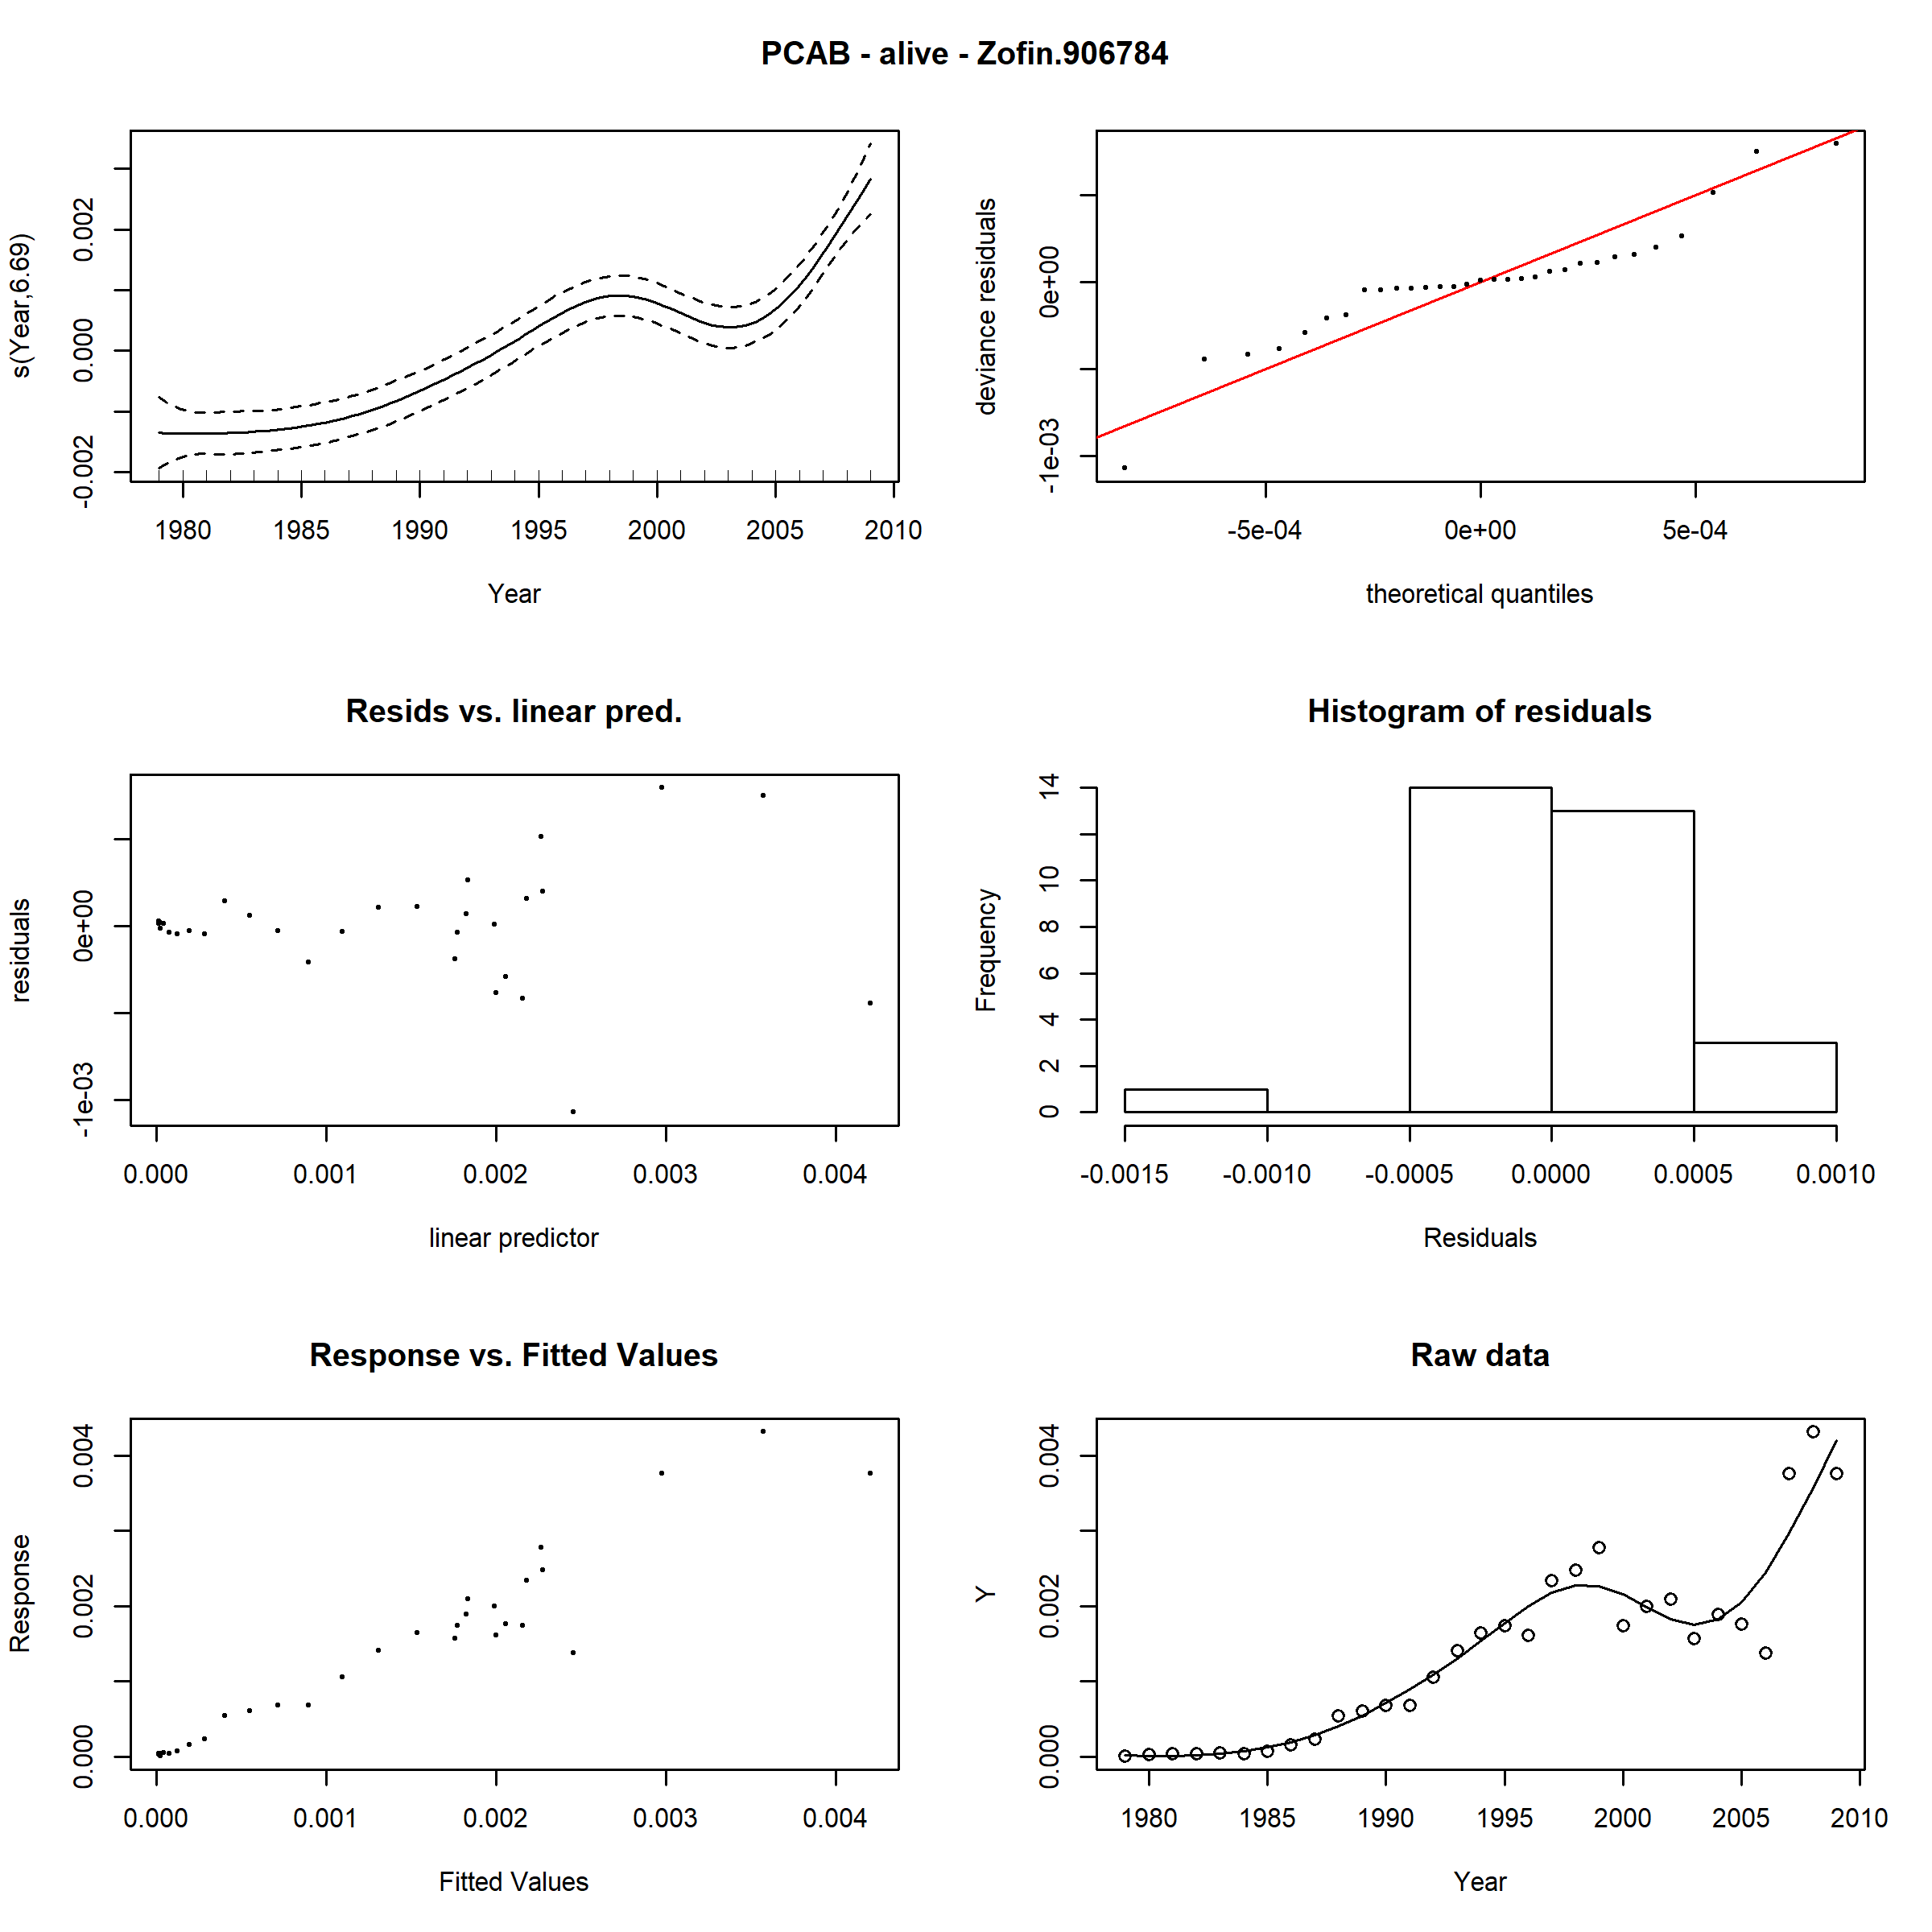 PCAB - alive - Zofin.906784
s(Year,6.69)
-0.002 0.000 0.002
1980 1985 1990 1995 2000 2005 2010
Year
deviance residuals
-1e-03 0e+00
-5e-04 0e+00 5e-04
theoretical quantiles
Resids vs. linear pred.
residuals
-1e-03 0e+00
0.000 0.001 0.002 0.003 0.004
linear predictor
Histogram of residuals
Frequency
0 2 4 6 8 10 14
-0.0015 -0.0010 -0.0005 0.0000 0.0005 0.0010
Residuals
Response vs. Fitted Values
Response
0.000 0.002 0.004
0.000 0.001 0.002 0.003 0.004
Fitted Values
Raw data
Y
0.000 0.002 0.004
1980 1985 1990 1995 2000 2005 2010
Year